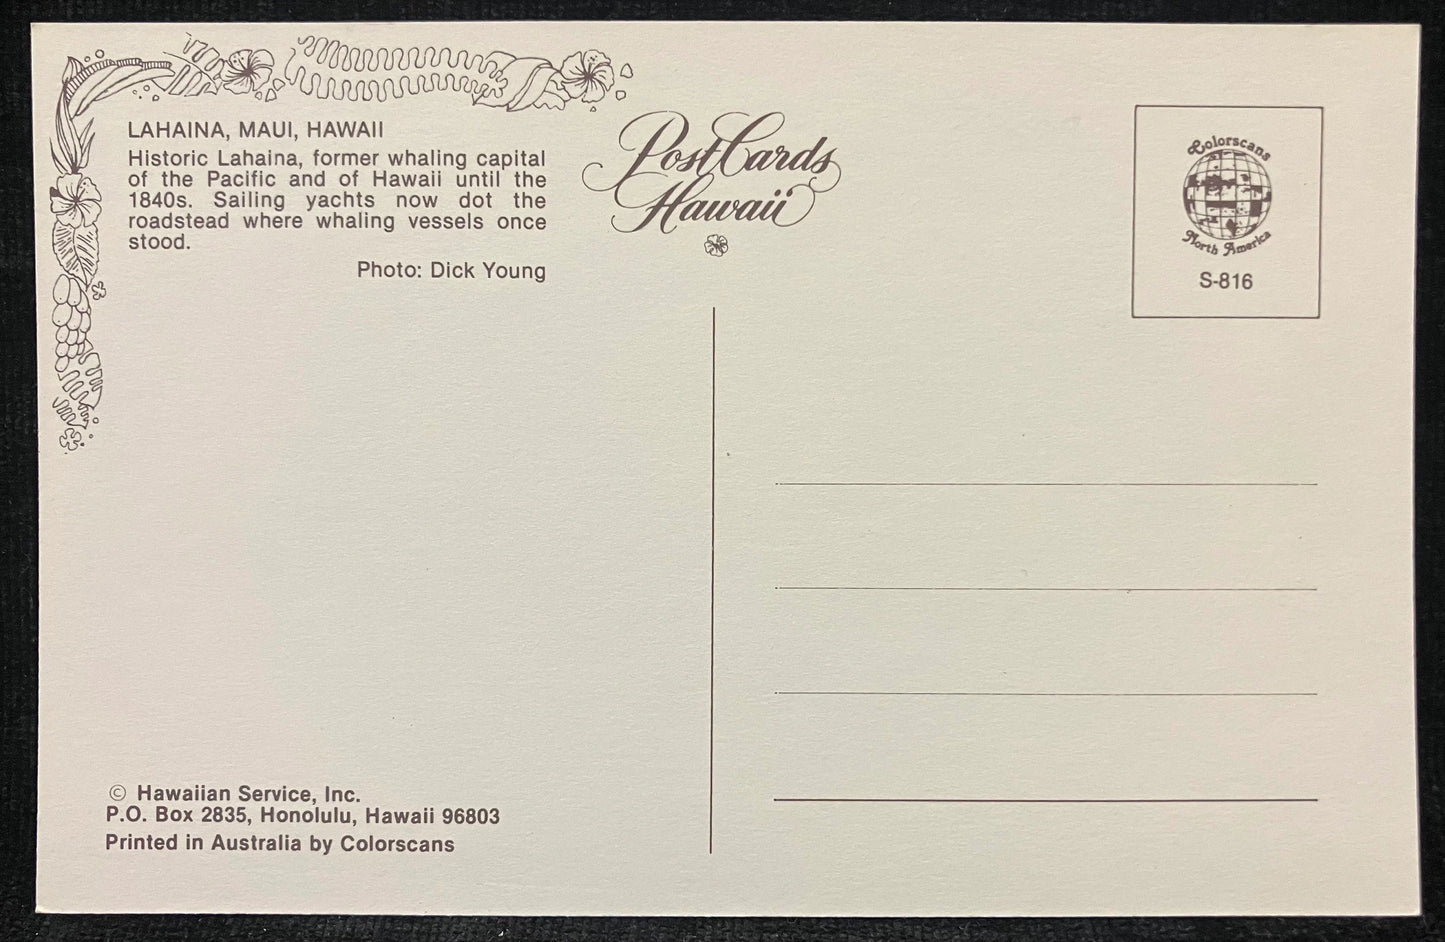 LAHAINA, MAUI, HAWAII
Historic Lahaina, former whaling capital
of the Pacific and of Hawaii until the
1840s. Sailing yachts now dot the
roadstead where whaling vessels once
stood.
Photo: Dick Young
PostCards
Hawaii
Colorscans
North America
S-816
© Hawaiian Service, Inc.
P.O. Box 2835, Honolulu, Hawaii 96803
Printed in Australia by Colorscans